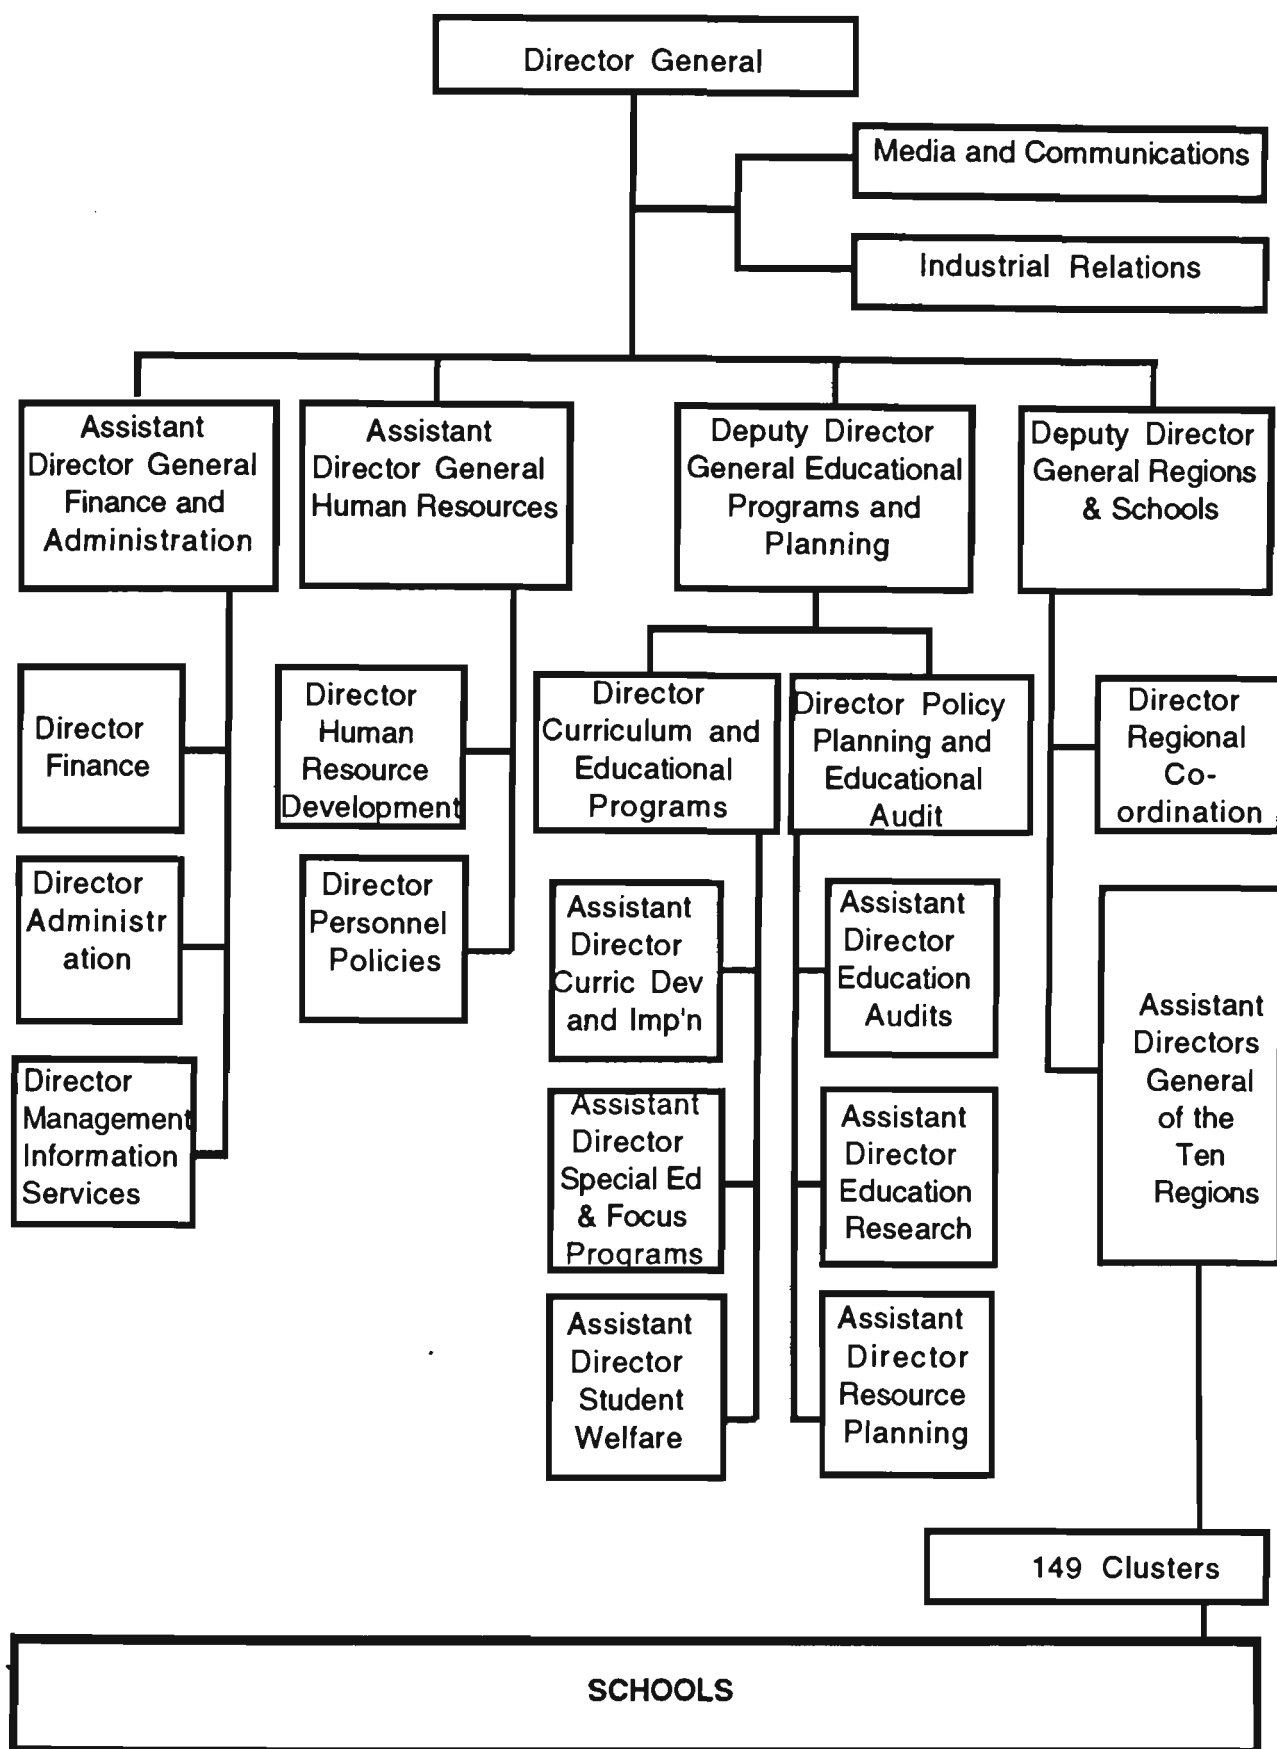 Director General
Media and Communications
Industrial Relations
Assistant
Director General
Finance and
Administration
Assistant
Director General
Human Resources
Deputy Director
General Educational
Programs and
Planning
Deputy Director
General Regions
& Schools
Director
Finance
Director
Human
Resource
Development
Director
Curriculum and
Educational
Programs
Director Policy
Planning and
Educational
Audit
Director
Regional
Co-
ordination
Director
Administr
ation
Director
Personnel
Policies
Assistant
Director
Curric Dev
and Imp'n
Assistant
Director
Education
Audits
Assistant
Directors
General
of the
Ten
Regions
Director
Management
Information
Services
Assistant
Director
Special Ed
& Focus
Programs
Assistant
Director
Education
Research
Assistant
Director
Student
Welfare
Assistant
Director
Resource
Planning
149 Clusters
SCHOOLS